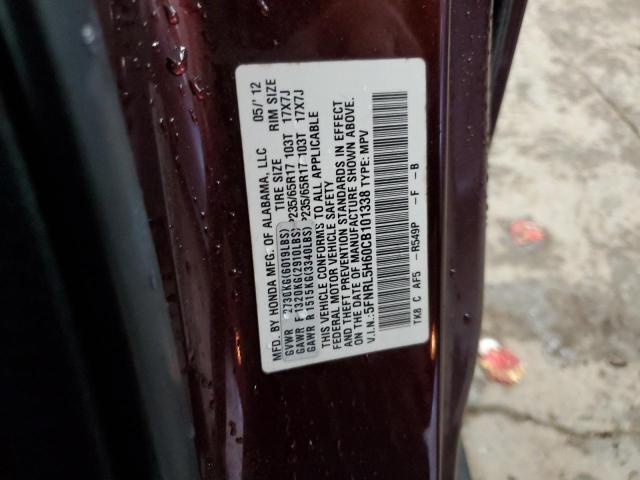 MFD. BY HONDA MFG. OF ALABAMA, LLC 05/' 12
TIRE SIZE RIM SIZE
GVWR 2730KG(6019LBS)
GAWR F 1320KG(2910LBS) P235/65R17 103T 17X7J
GAWR R 1515KG(3340LBS) P235/65R17 103T 17X7J
THIS VEHICLE CONFORMS TO ALL APPLICABLE
FEDERAL MOTOR VEHICLE SAFETY
AND THEFT PREVENTION STANDARDS IN EFFECT
ON THE DATE OF MANUFACTURE SHOWN ABOVE.
V.I.N.:5FNRL5H60CB101338 TYPE: MPV
TK8 C AF5 -R549P -F -B